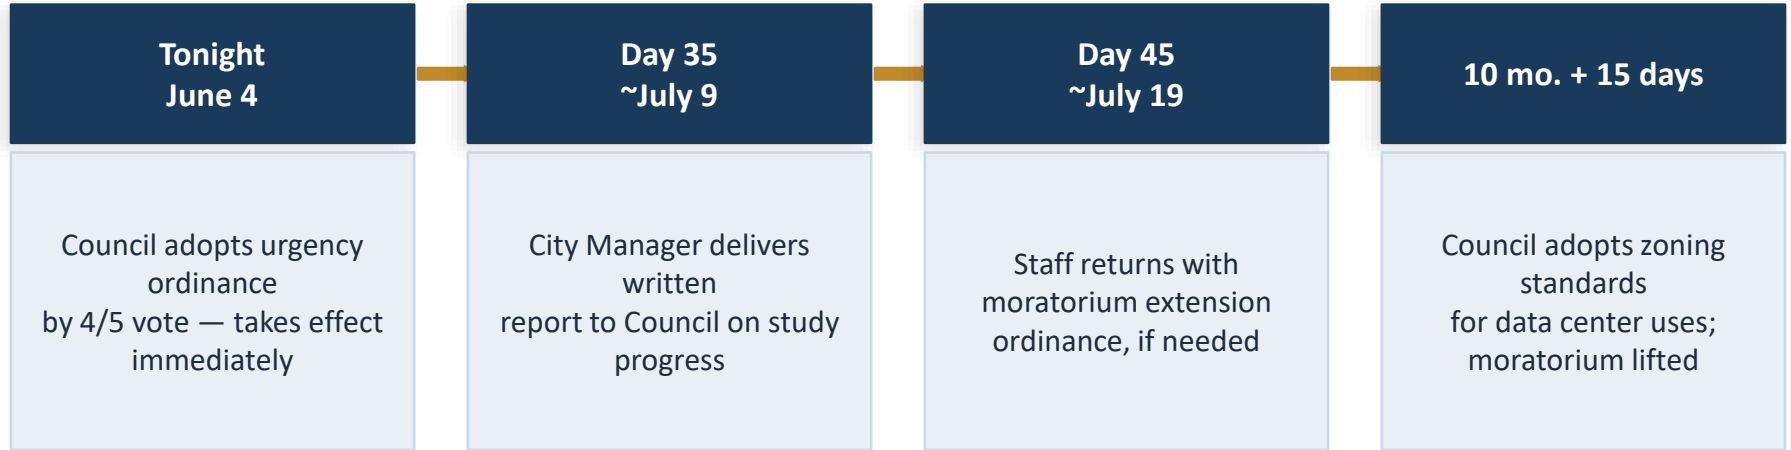 Tonight
June 4
Council adopts urgency
ordinance
by 4/5 vote — takes effect
immediately
Day 35
~July 9
City Manager delivers
written
report to Council on study
progress
Day 45
~July 19
Staff returns with
moratorium extension
ordinance, if needed
10 mo. + 15 days
Council adopts zoning
standards
for data center uses;
moratorium lifted